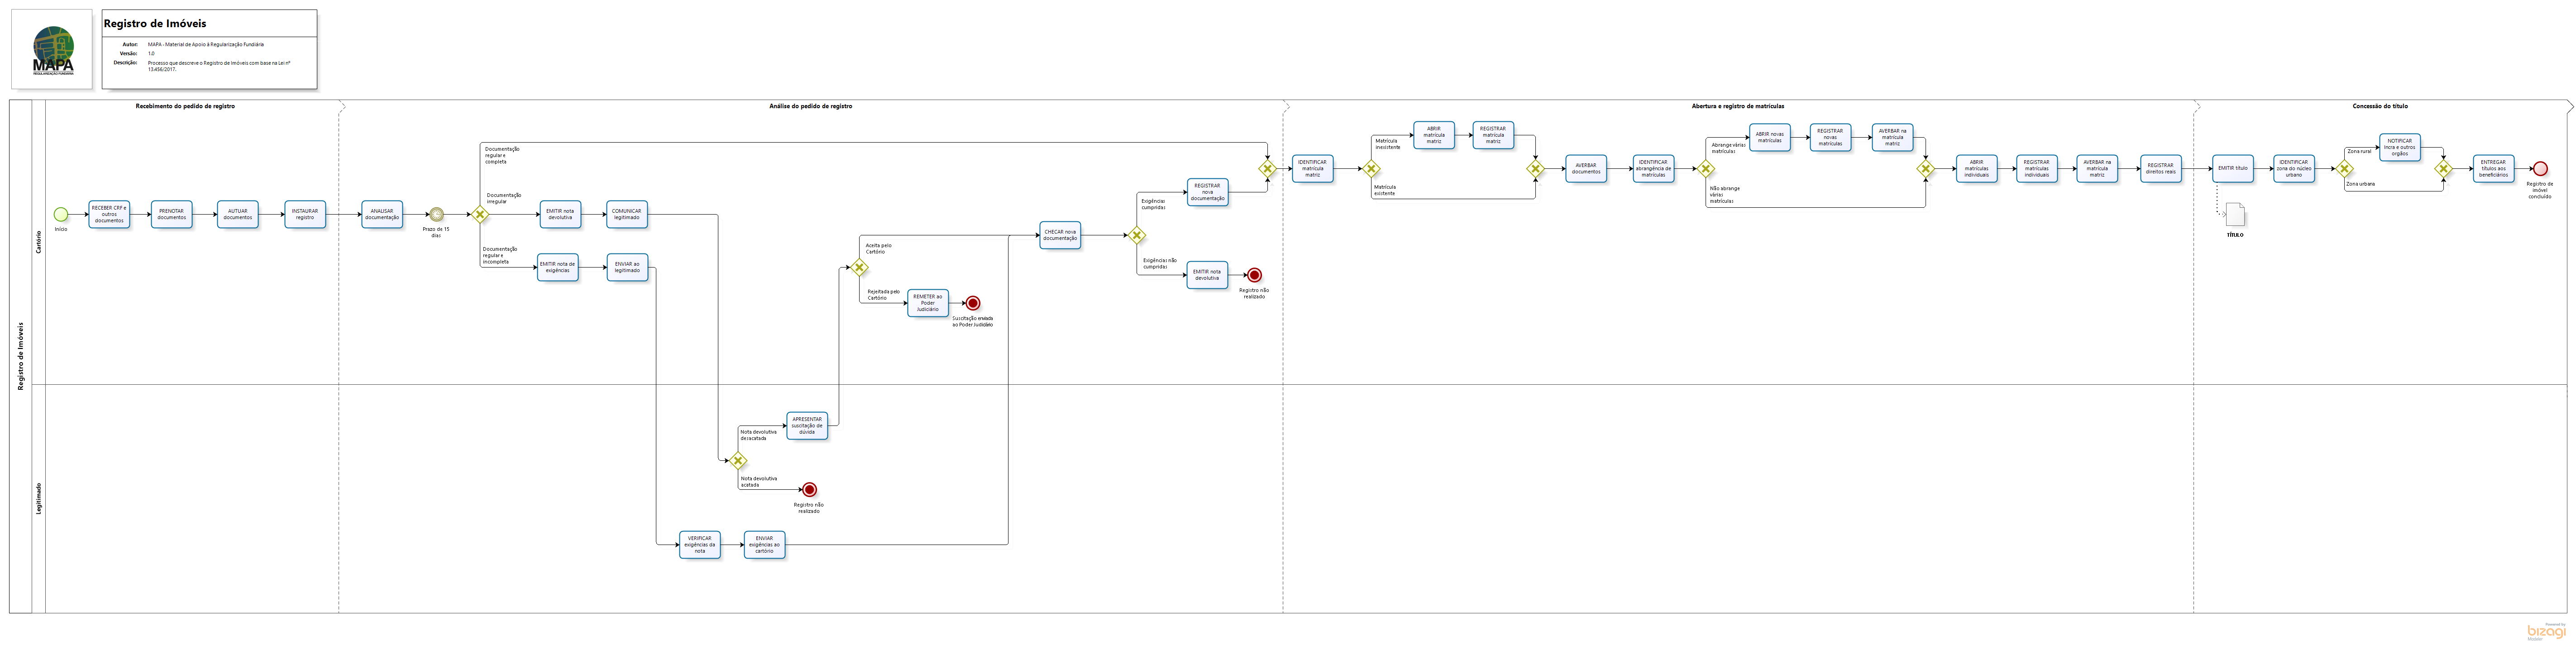 MAPA
REGULARIZAÇÃO FUNDIÁRIA
Registro de Imóveis
Autor: MAPA - Material de Apoio à Regularização Fundiária
Versão: 1.0
Descrição: Processo que descreve o Registro de Imóveis com base na Lei nº
13.456/2017.
Recebimento do pedido de registro
Análise do pedido de registro
Abertura e registro de matrículas
Concessão do título
Registro de Imóveis
Cartório
Legitimado
Início
RECEBER CRF e
outros
documentos
PRENOTAR
documentos
AUTUAR
documentos
INSTAURAR
registro
ANALISAR
documentação
Prazo de 15
dias
Documentação
regular e
completa
Documentação
irregular
Documentação
regular e
incompleta
EMITIR nota
devolutiva
COMUNICAR
legitimado
EMITIR nota de
exigências
ENVIAR ao
legitimado
Nota devolutiva
desacatada
APRESENTAR
suscitação de
dúvida
Nota devolutiva
acatada
Registro não
realizado
VERIFICAR
exigências da
nota
ENVIAR
exigências ao
cartório
Aceita pelo
Cartório
Rejeitada pelo
Cartório
REMETER ao
Poder
Judiciário
Suscitação enviada
ao Poder Judiciário
CHECAR nova
documentação
Exigências
cumpridas
REGISTRAR
nova
documentação
Exigências não
cumpridas
EMITIR nota
devolutiva
Registro não
realizado
IDENTIFICAR
matrícula
matriz
Matrícula
inexistente
ABRIR
matrícula
matriz
REGISTRAR
matrícula
matriz
Matrícula
existente
AVERBAR
documentos
IDENTIFICAR
abrangência de
matrículas
Abrange várias
matrículas
ABRIR novas
matrículas
REGISTRAR
novas
matrículas
AVERBAR na
matrícula
matriz
Não abrange
várias
matrículas
ABRIR
matrículas
individuais
REGISTRAR
matrículas
individuais
AVERBAR na
matrícula
matriz
REGISTRAR
direitos reais
EMITIR título
TÍTULO
IDENTIFICAR
zona do núcleo
urbano
Zona rural
NOTIFICAR
Incra e outros
orgãos
Zona urbana
ENTREGAR
títulos aos
beneficiários
Registro de
imóvel
concluído
Powered by
bizagi
Modeler